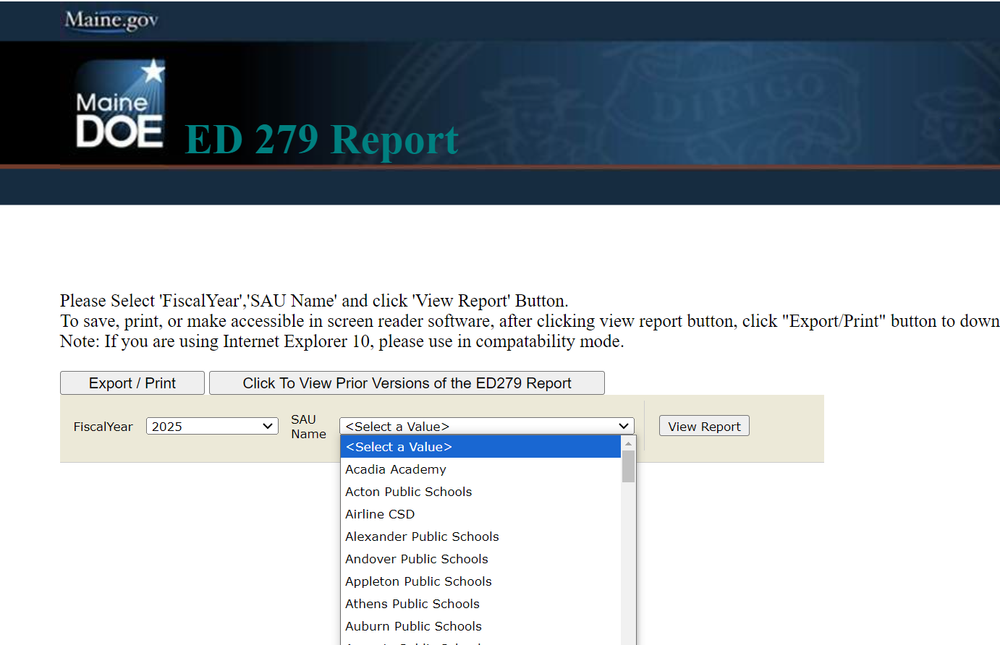 Maine.gov
DIRIGO
Maine
DOE
ED 279 Report
Please Select 'FiscalYear','SAU Name' and click 'View Report' Button.
To save, print, or make accessible in screen reader software, after clicking view report button, click "Export/Print" button to down
Note: If you are using Internet Explorer 10, please use in compatability mode.
Export / Print
Click To View Prior Versions of the ED279 Report
FiscalYear
2025
SAU
Name
<Select a Value>
View Report
<Select a Value>
Acadia Academy
Acton Public Schools
Airline CSD
Alexander Public Schools
Andover Public Schools
Appleton Public Schools
Athens Public Schools
Auburn Public Schools